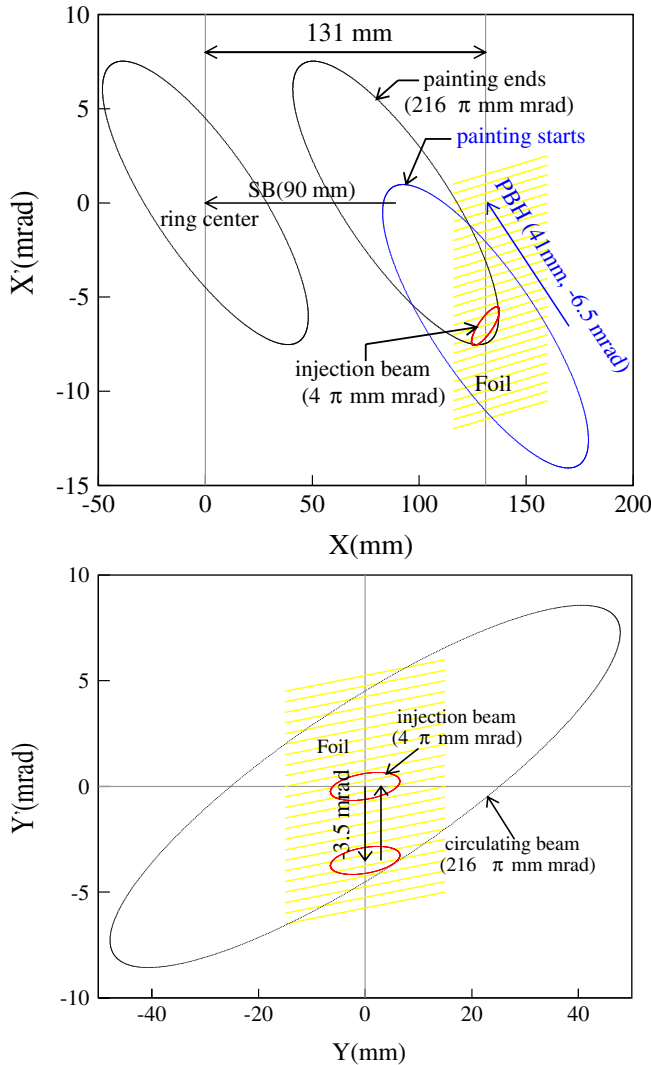 10
131 mm
painting ends
(216 π mm mrad)
5
painting starts
SB(90 mm)
0
ring center
PBH (41mm, -6.5 mrad)
X'(mrad)
-5
injection beam
(4 π mm mrad)
Foil
-10
-15
-50
0
50
100
150
200
X(mm)
10
5
injection beam
(4 π mm mrad)
Foil
Y'(mrad)
0
-3.5 mrad
circulating beam
(216 π mm mrad)
-5
-10
-40
-20
0
20
40
Y(mm)